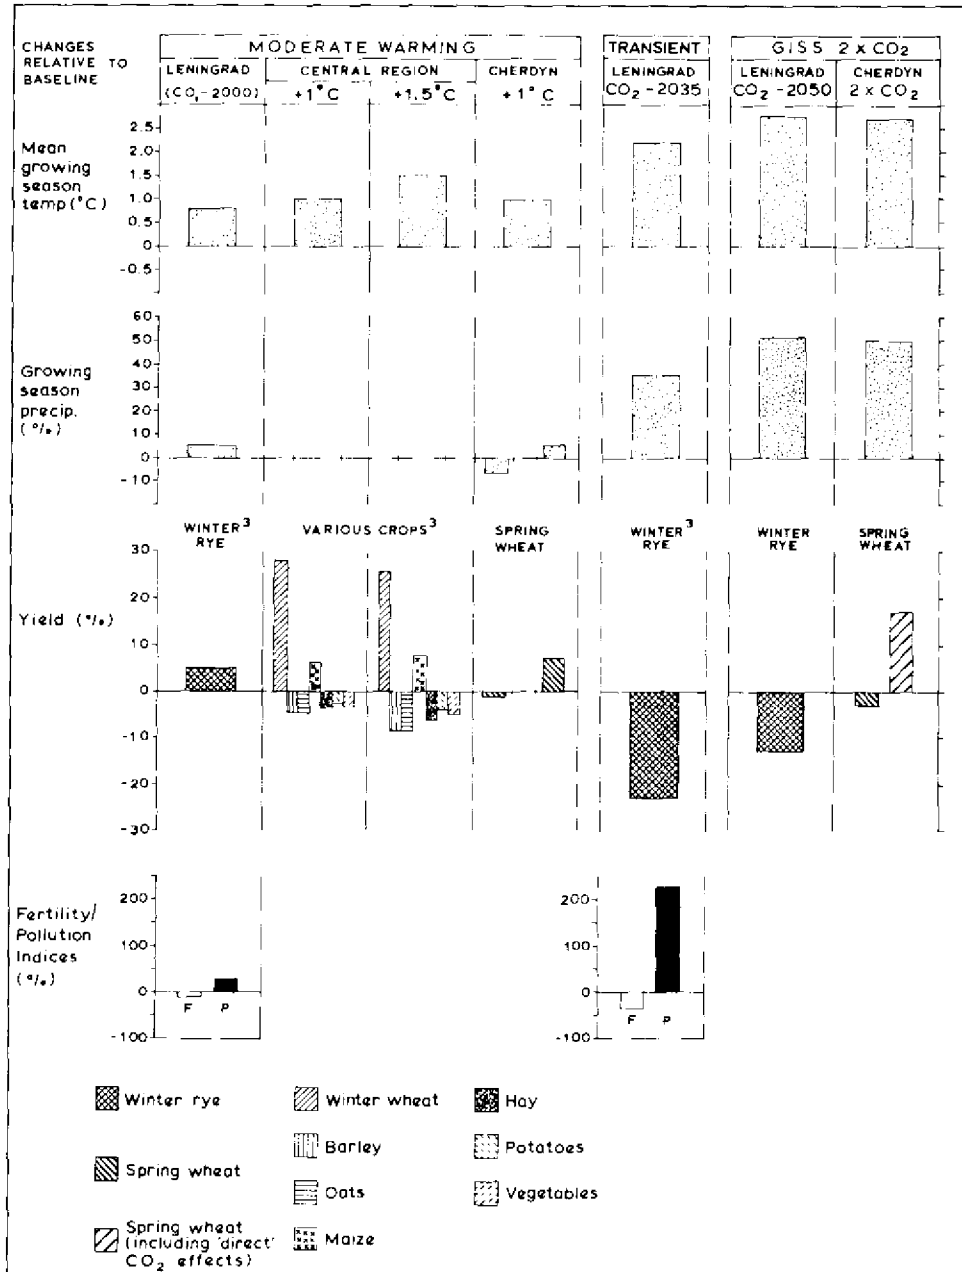 CHANGES
RELATIVE TO
BASELINE
MODERATE WARMING
TRANSIENT
GISS 2 x CO2
LENINGRAD
(CO2-2000)
CENTRAL REGION
+1°C
+1.5°C
CHERDYN
+1°C
LENINGRAD
CO2-2035
LENINGRAD
CO2-2050
CHERDYN
2 x CO2
Mean
growing
season
temp(°C)
2.5
2.0
1.5
1.0
0.5
0
-0.5
Growing
season
precip.
(%)
60
50
40
30
20
10
0
-10
WINTER3
RYE
VARIOUS CROPS3
SPRING
WHEAT
WINTER3
RYE
WINTER
RYE
SPRING
WHEAT
Yield (%)
30
20
10
0
-10
-20
-30
Fertility/
Pollution
Indices
(%)
200
100
0
-100
F P
200
100
0
-100
F P
Winter rye
Winter wheat
Hay
Barley
Potatoes
Spring wheat
Oats
Vegetables
Spring wheat
(including 'direct'
CO2 effects)
Maize